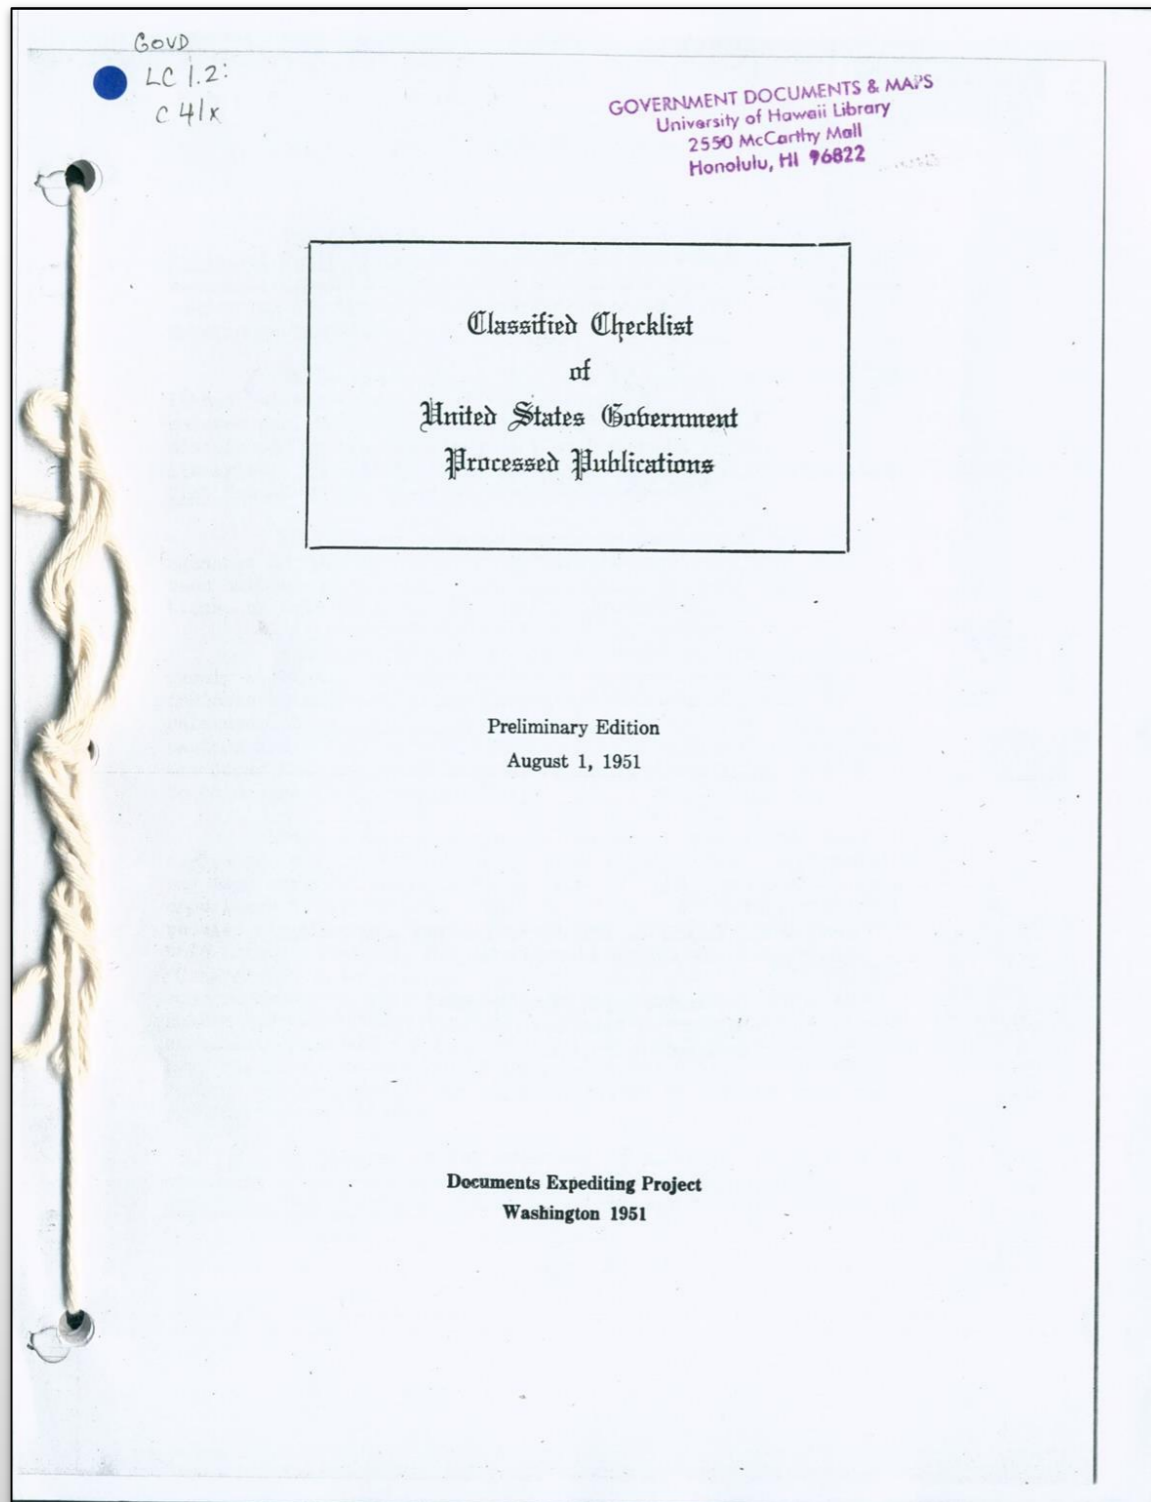 GOVD
LC 1.2:
C 41x
GOVERNMENT DOCUMENTS & MAPS
University of Hawaii Library
2550 McCarthy Mall
Honolulu, HI 96822
Classified Checklist
of
United States Government
Processed Publications
Preliminary Edition
August 1, 1951
Documents Expediting Project
Washington 1951